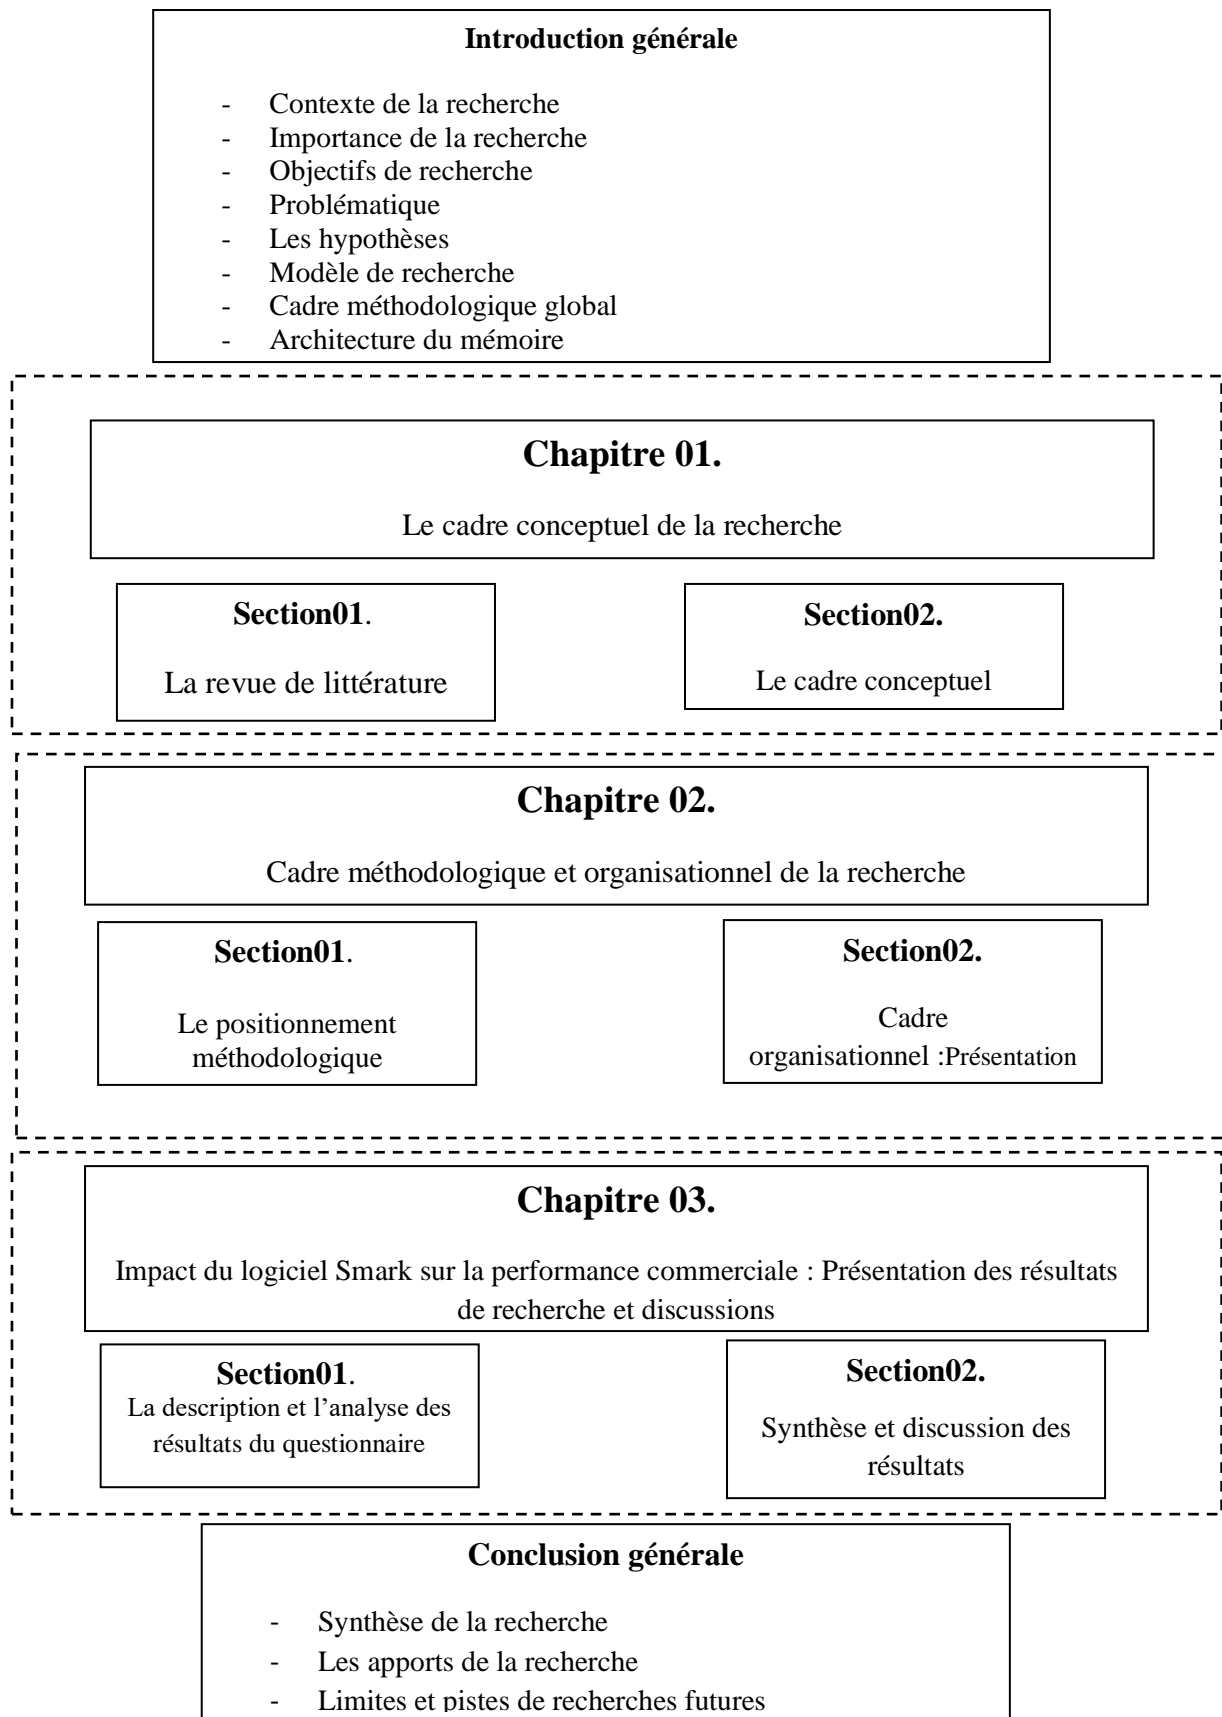 Introduction générale
- Contexte de la recherche
- Importance de la recherche
- Objectifs de recherche
- Problématique
- Les hypothèses
- Modèle de recherche
- Cadre méthodologique global
- Architecture du mémoire
Chapitre 01.
Le cadre conceptuel de la recherche
Section01.
La revue de littérature
Section02.
Le cadre conceptuel
Chapitre 02.
Cadre méthodologique et organisationnel de la recherche
Section01.
Le positionnement
méthodologique
Section02.
Cadre
organisationnel :Présentation
Chapitre 03.
Impact du logiciel Smark sur la performance commerciale : Présentation des résultats
de recherche et discussions
Section01.
La description et l’analyse des
résultats du questionnaire
Section02.
Synthèse et discussion des
résultats
Conclusion générale
- Synthèse de la recherche
- Les apports de la recherche
- Limites et pistes de recherches futures